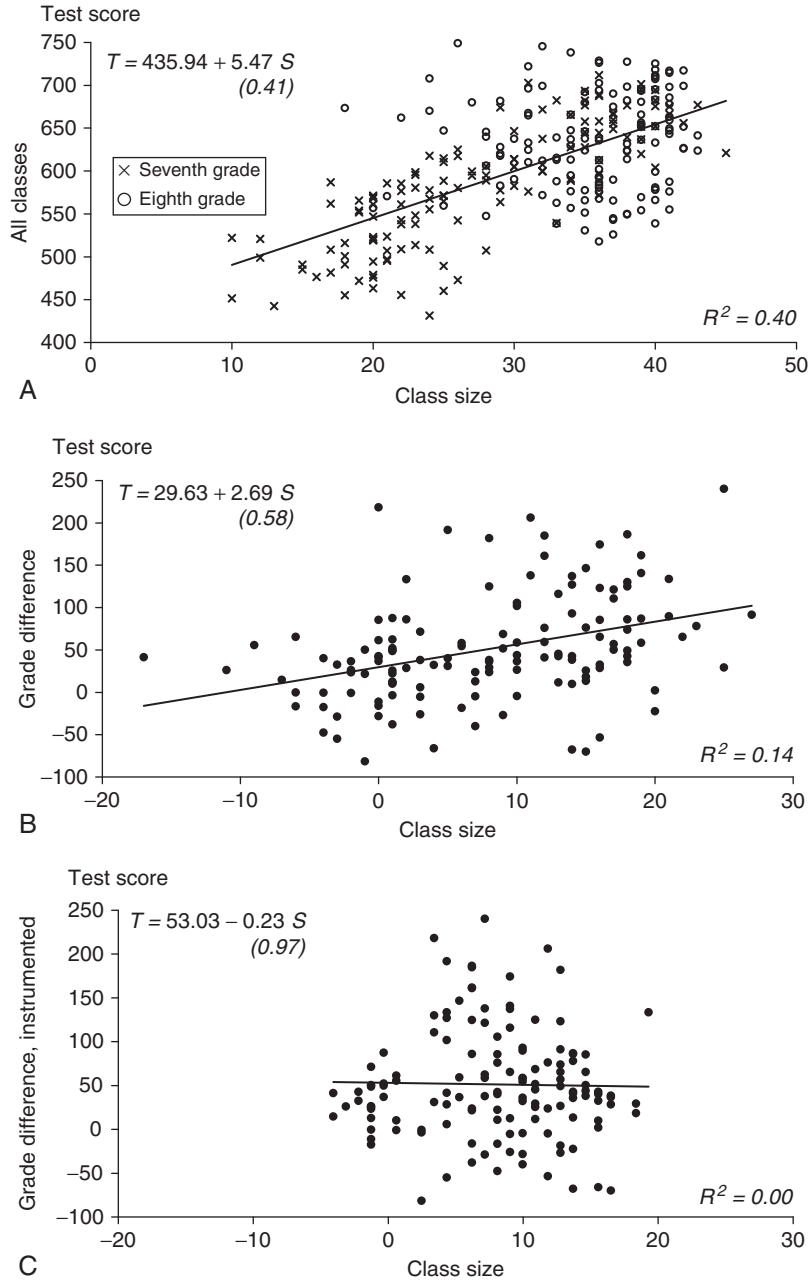 Test score
750
700
650
600
550
500
450
400
All classes
T = 435.94 + 5.47 S
(0.41)
× Seventh grade
○ Eighth grade
R² = 0.40
0 10 20 30 40 50
Class size
A
Test score
250
200
150
100
50
0
−50
−100
Grade difference
T = 29.63 + 2.69 S
(0.58)
R² = 0.14
−20 −10 0 10 20 30
Class size
B
Test score
250
200
150
100
50
0
−50
−100
Grade difference, instrumented
T = 53.03 − 0.23 S
(0.97)
R² = 0.00
−20 −10 0 10 20 30
Class size
C